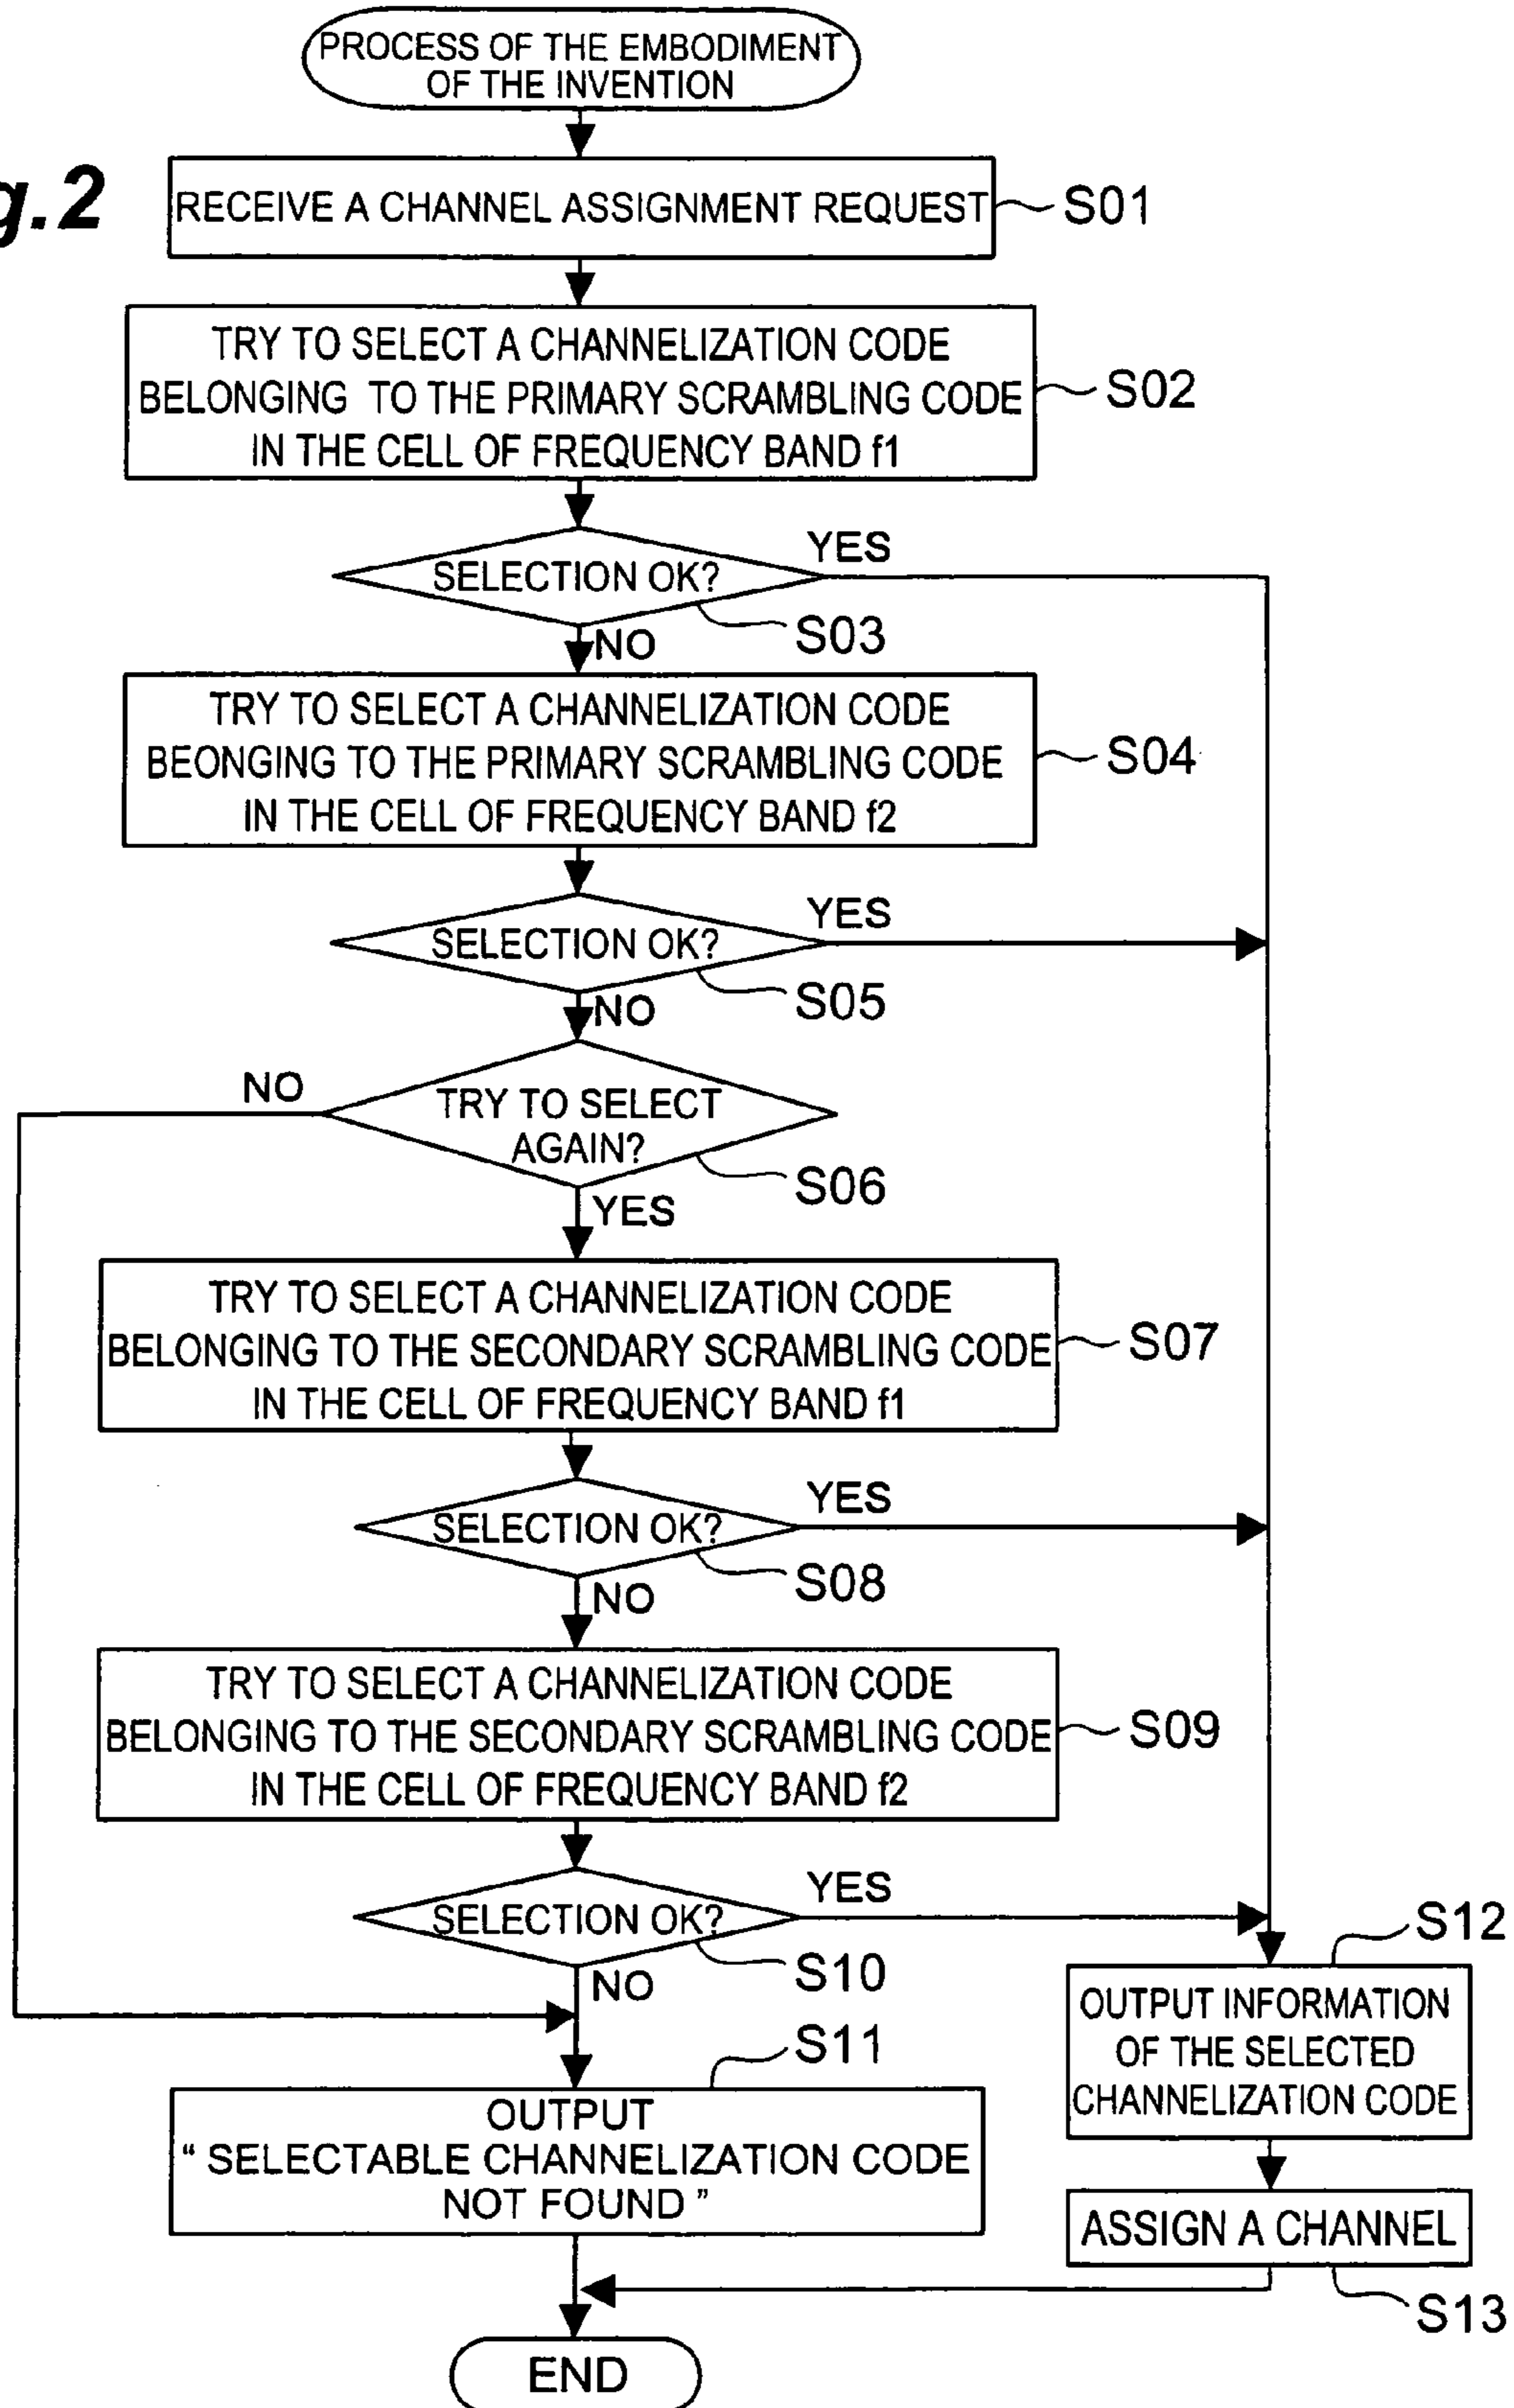 PROCESS OF THE EMBODIMENT
OF THE INVENTION
g.2
RECEIVE A CHANNEL ASSIGNMENT REQUEST
S01
TRY TO SELECT A CHANNELIZATION CODE
BELONGING TO THE PRIMARY SCRAMBLING CODE
IN THE CELL OF FREQUENCY BAND f1
S02
SELECTION OK?
YES
S03
NO
TRY TO SELECT A CHANNELIZATION CODE
BEONGING TO THE PRIMARY SCRAMBLING CODE
IN THE CELL OF FREQUENCY BAND f2
S04
SELECTION OK?
YES
S05
NO
NO
TRY TO SELECT
AGAIN?
S06
YES
TRY TO SELECT A CHANNELIZATION CODE
BELONGING TO THE SECONDARY SCRAMBLING CODE
IN THE CELL OF FREQUENCY BAND f1
S07
SELECTION OK?
YES
S08
NO
TRY TO SELECT A CHANNELIZATION CODE
BELONGING TO THE SECONDARY SCRAMBLING CODE
IN THE CELL OF FREQUENCY BAND f2
S09
SELECTION OK?
YES
S10
NO
S12
OUTPUT INFORMATION
OF THE SELECTED
CHANNELIZATION CODE
S11
OUTPUT
“ SELECTABLE CHANNELIZATION CODE
NOT FOUND ”
ASSIGN A CHANNEL
S13
END